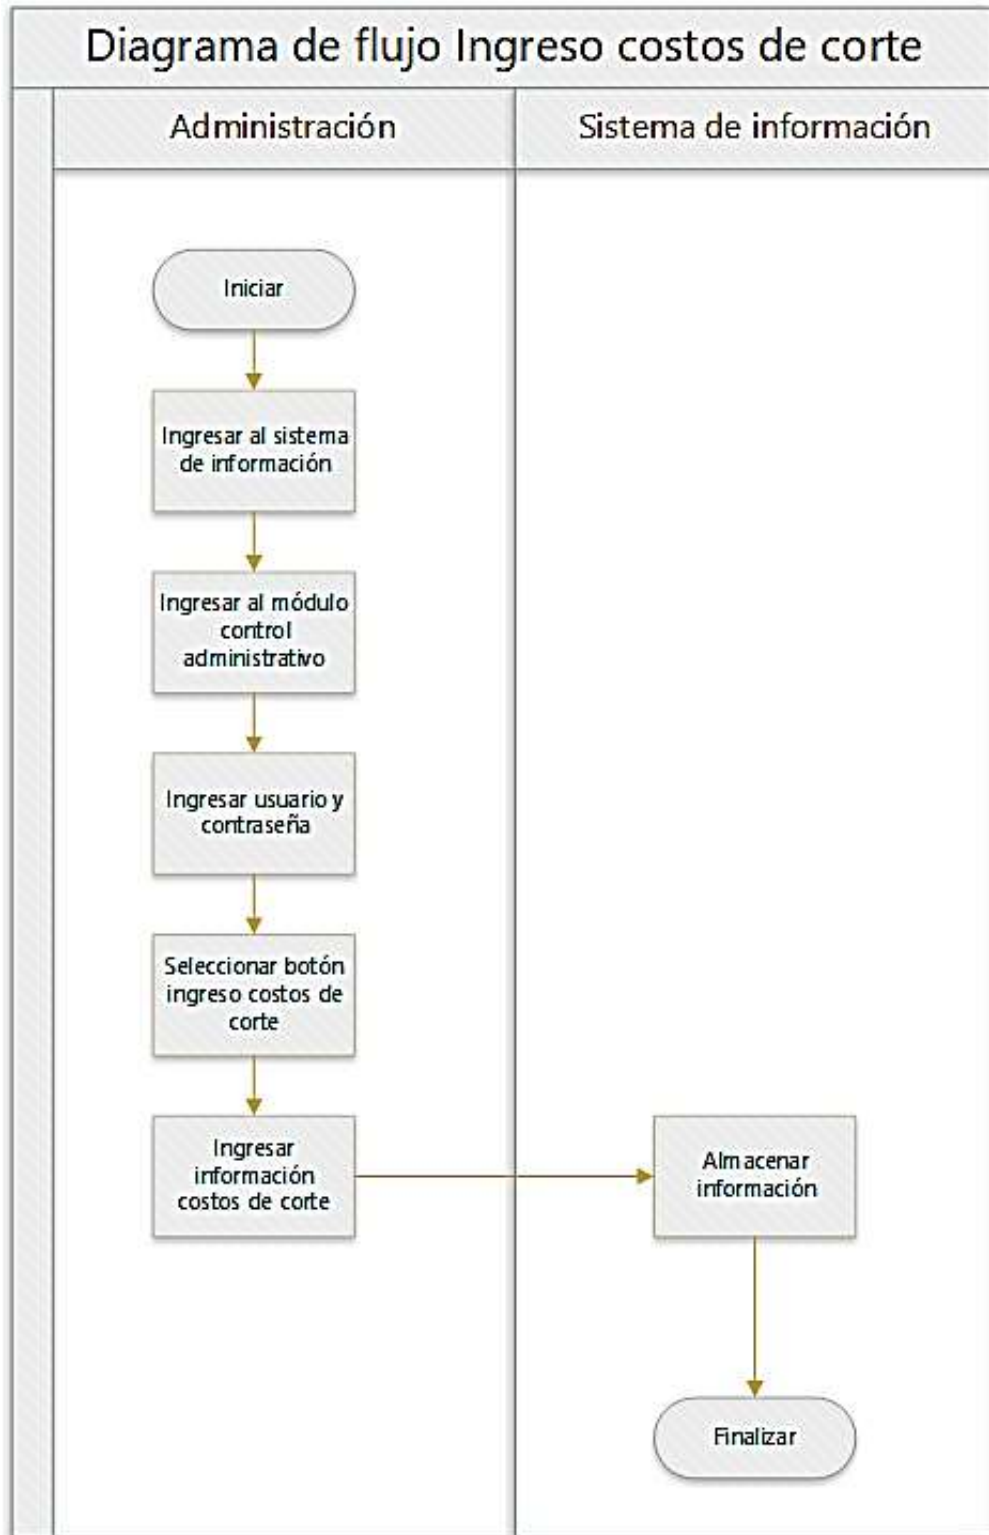 Diagrama de flujo Ingreso costos de corte
Administración
Sistema de información
Iniciar
Ingresar al sistema
de información
Ingresar al módulo
control
administrativo
Ingresar usuario y
contraseña
Seleccionar botón
ingreso costos de
corte
Ingresar
información
costos de corte
Almacenar
información
Finalizar